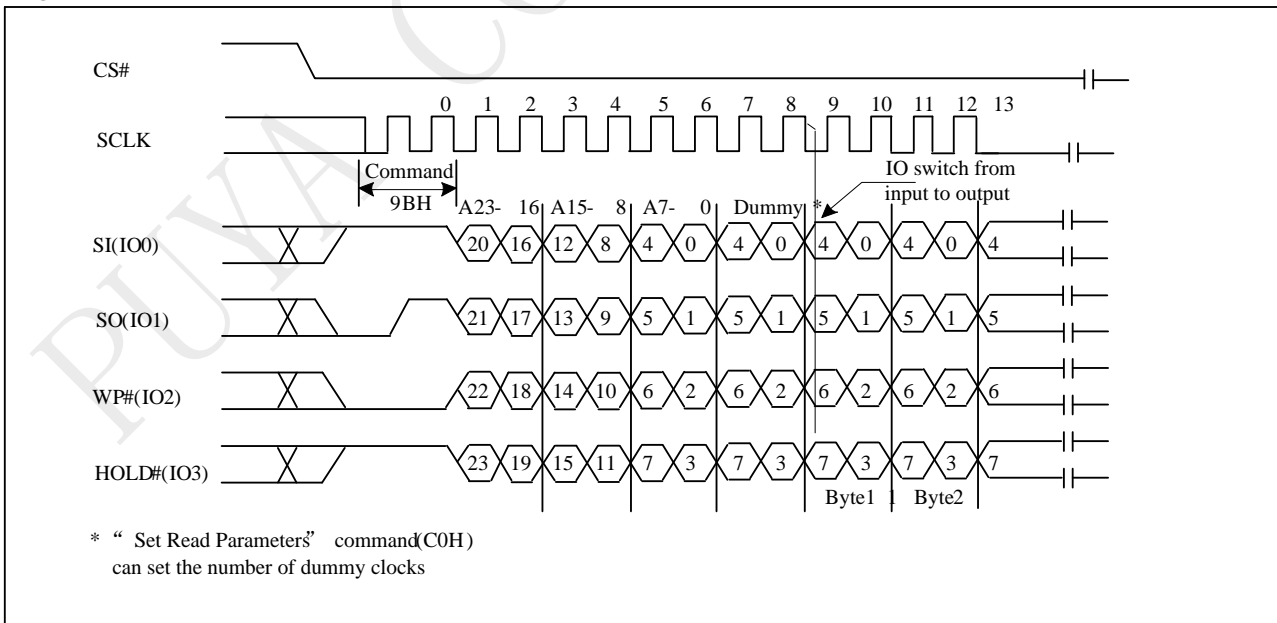 PUYA CO
CS#
0 1 2 3 4 5 6 7 8 9 10 11 12 13
SCLK
Command
9BH
IO switch from
input to output
A23- 16 A15- 8 A7- 0 Dummy *
SI(IO0) 20 16 12 8 4 0 4 0 4 0 4 0 4
SO(IO1) 21 17 13 9 5 1 5 1 5 1 5 1 5
WP#(IO2) 22 18 14 10 6 2 6 2 6 2 6 2 6
HOLD#(IO3) 23 19 15 11 7 3 7 3 7 3 7 3 7
Byte1 1 Byte2
* “ Set Read Parameters” command(C0H)
can set the number of dummy clocks